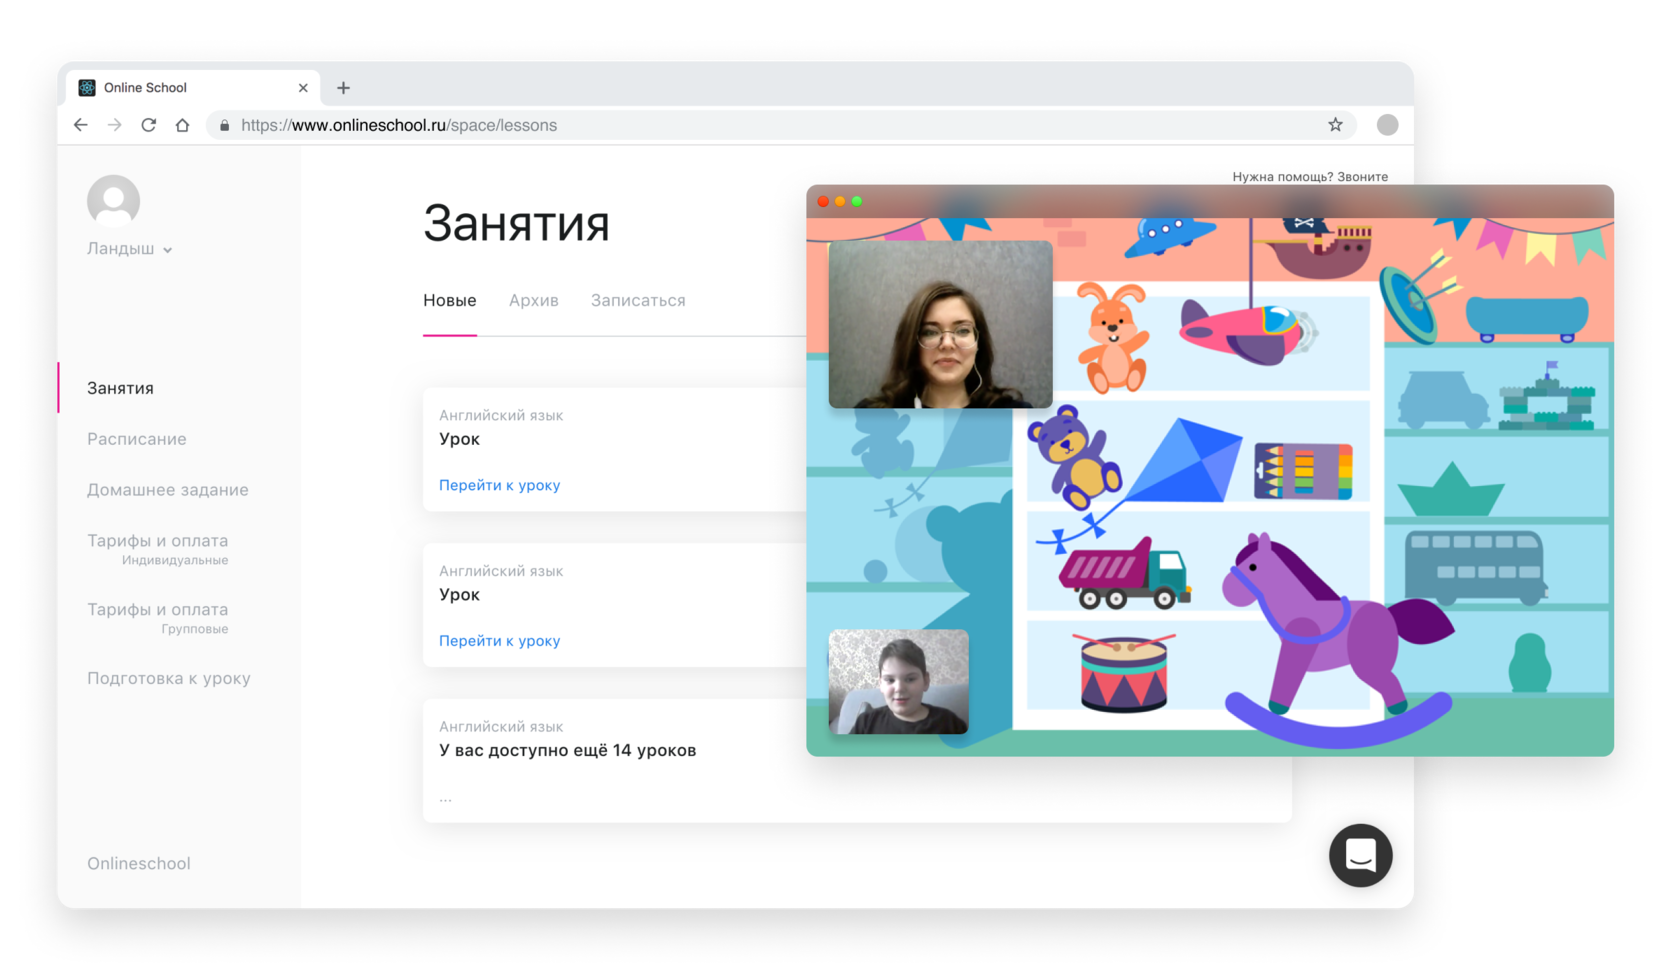 Online School
https://www.onlineschool.ru/space/lessons
Нужна помощь? Звоните
Ландыш
Занятия
Расписание
Домашнее задание
Тарифы и оплата
Индивидуальные
Тарифы и оплата
Групповые
Подготовка к уроку
Onlineschool
Занятия
Новые Архив Записаться
Английский язык
Урок
Перейти к уроку
Английский язык
Урок
Перейти к уроку
Английский язык
У вас доступно ещё 14 уроков
...